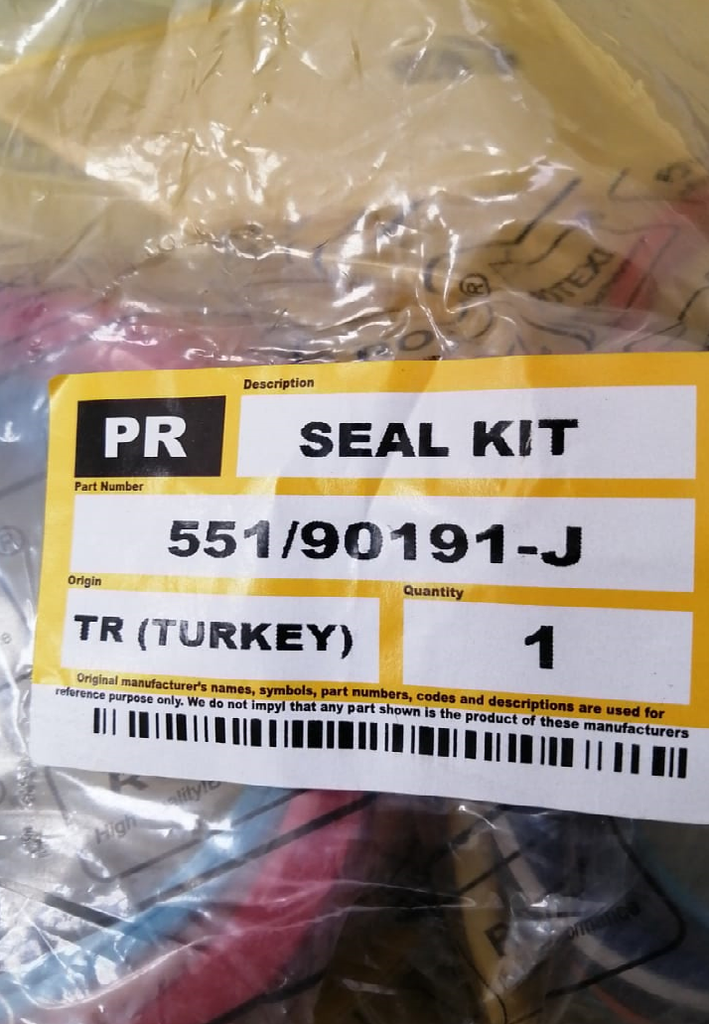 ®
Description
PR
SEAL KIT
Part Number
551/90191-J
Origin
Quantity
TR (TURKEY)
1
Original manufacturer's names, symbols, part numbers, codes and descriptions are used for
reference purpose only. We do not impyl that any part shown is the product of these manufacturers
High